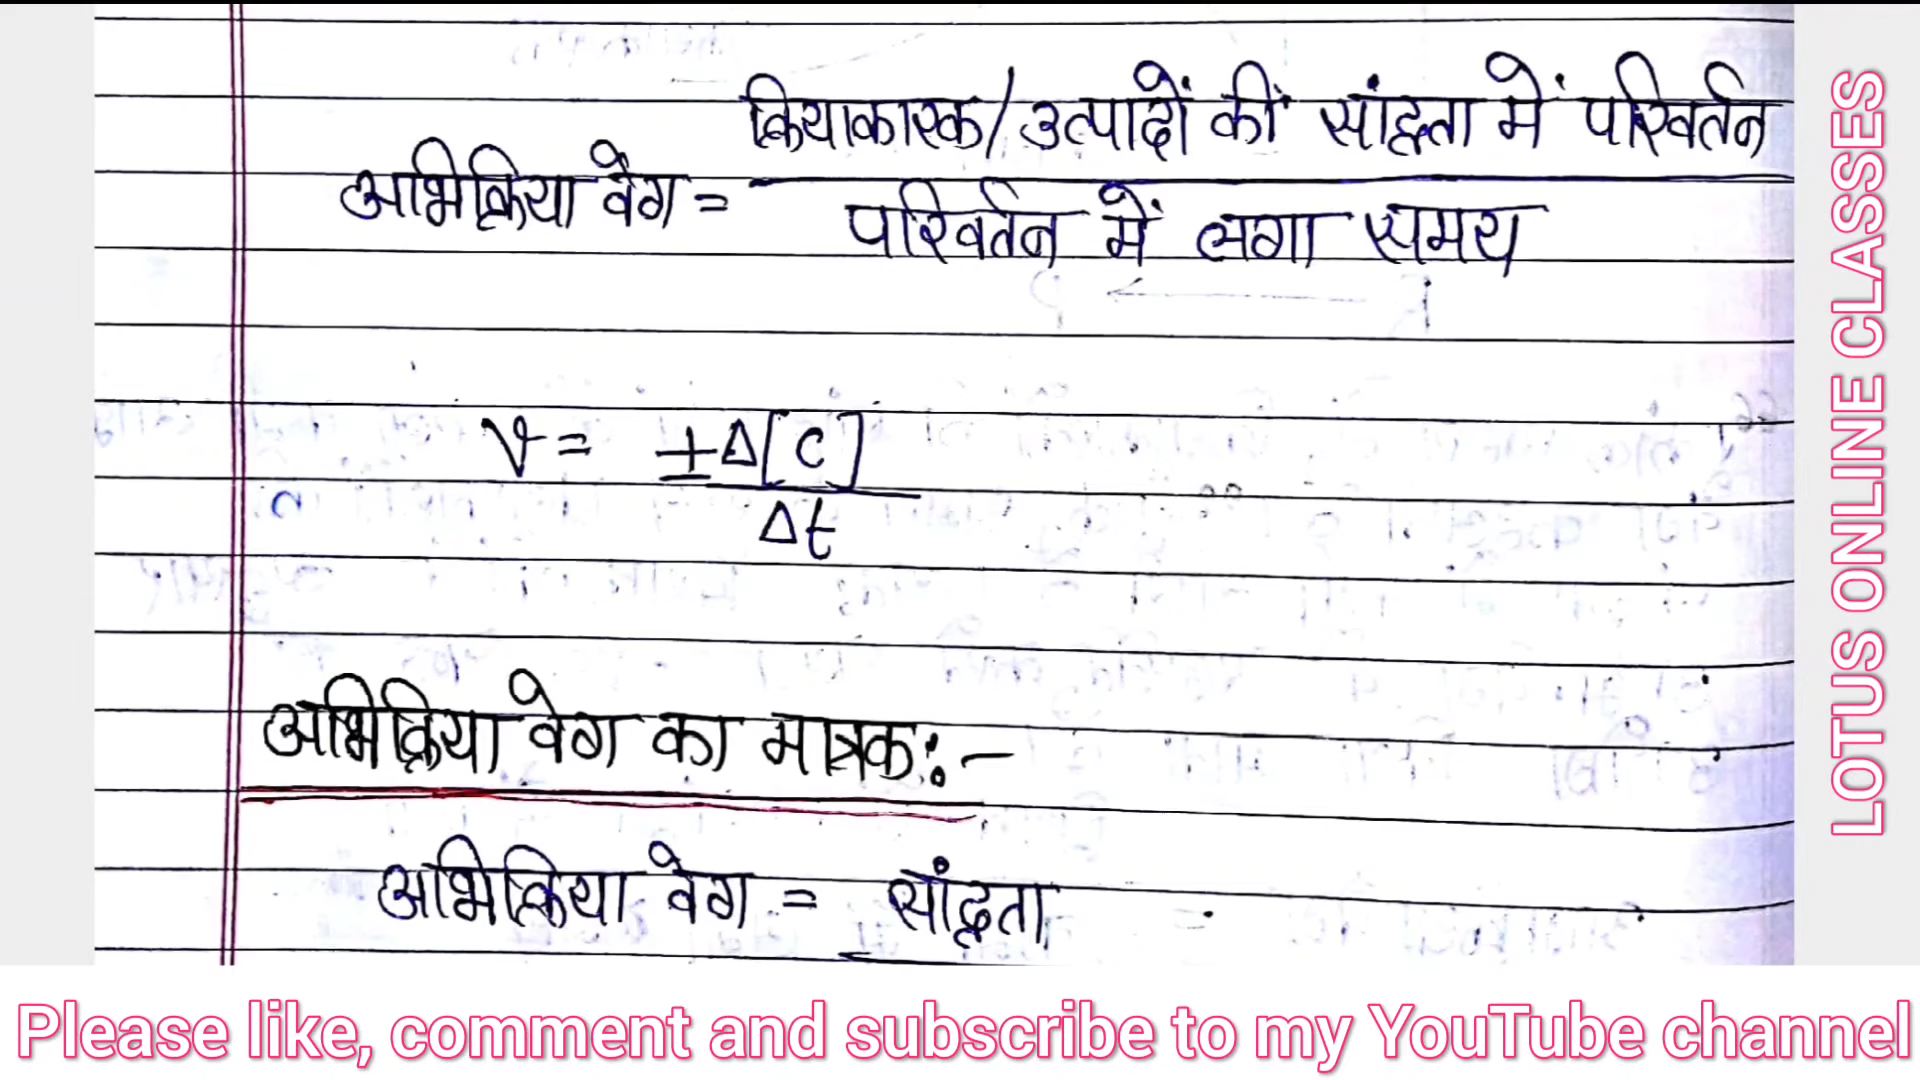 क्रियाकारक/उत्पादों की सांद्रता में परिवर्तन
अभिक्रिया वेग =
परिवर्तन में लगा समय
V = ±Δ[C]
Δt
अभिक्रिया वेग का मात्रक:-
अभिक्रिया वेग = सांद्रता
LOTUS ONLINE CLASSES
Please like, comment and subscribe to my YouTube channel